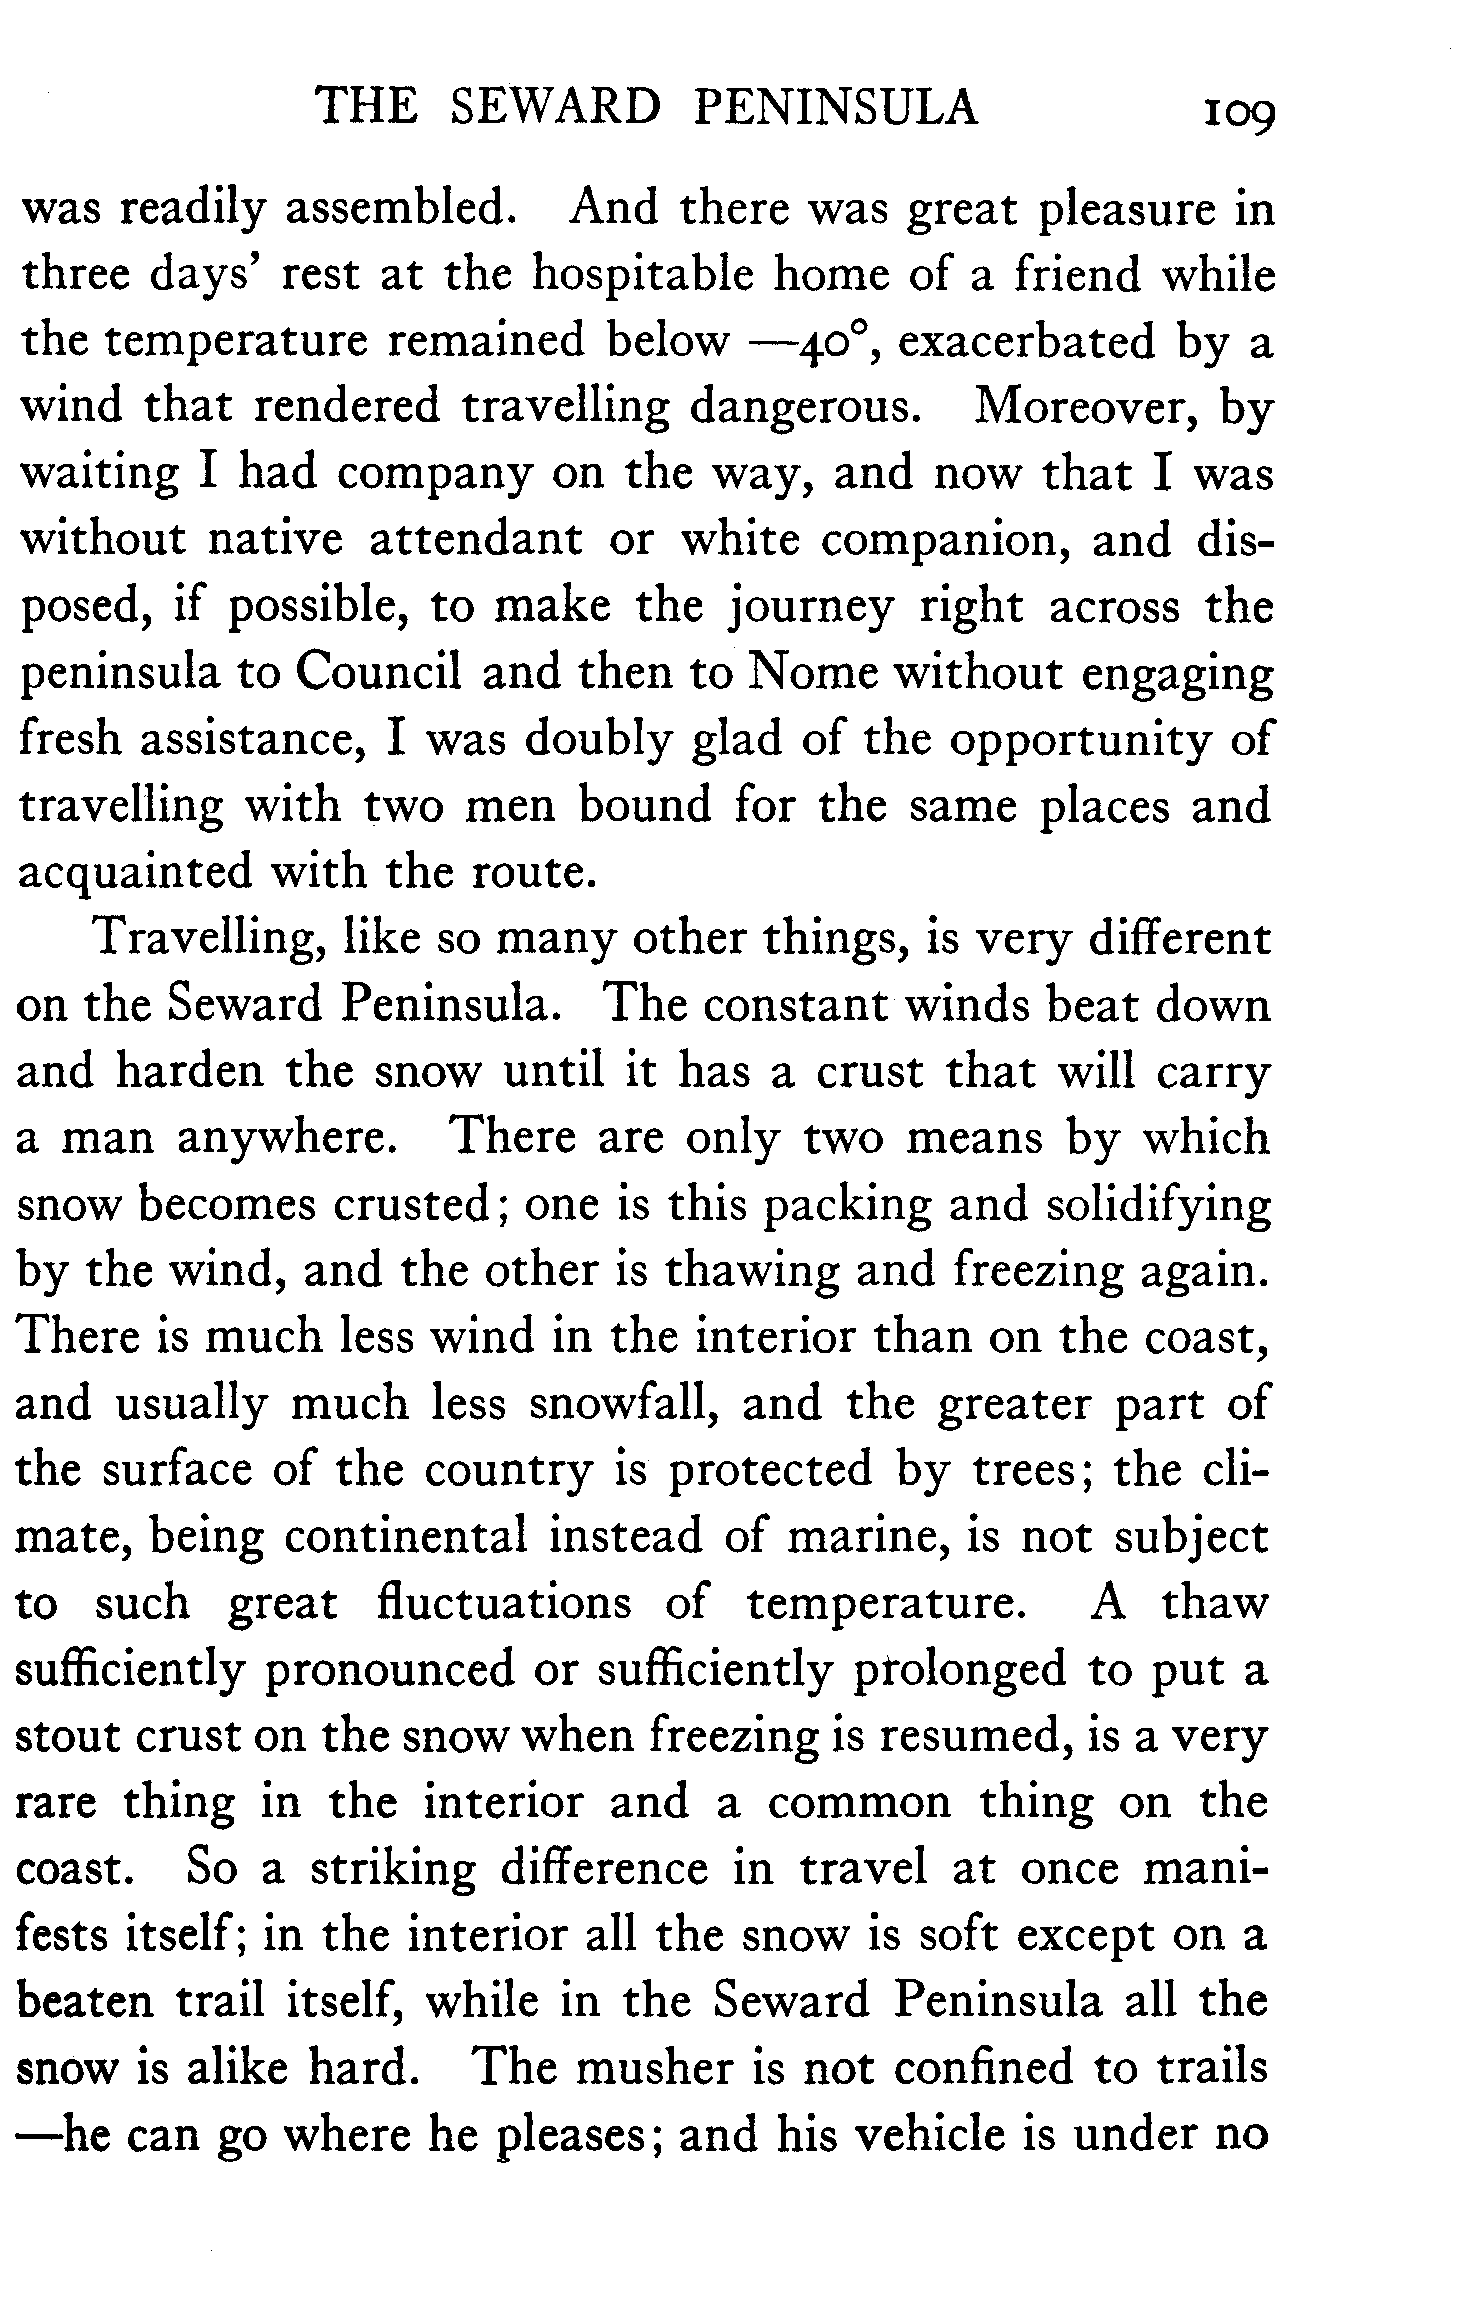 THE SEWARD PENINSULA 109
was readily assembled. And there was great pleasure in
three days' rest at the hospitable home of a friend while
the temperature remained below —40°, exacerbated by a
wind that rendered travelling dangerous. Moreover, by
waiting I had company on the way, and now that I was
without native attendant or white companion, and dis-
posed, if possible, to make the journey right across the
peninsula to Council and then to Nome without engaging
fresh assistance, I was doubly glad of the opportunity of
travelling with two men bound for the same places and
acquainted with the route.
Travelling, like so many other things, is very different
on the Seward Peninsula. The constant winds beat down
and harden the snow until it has a crust that will carry
a man anywhere. There are only two means by which
snow becomes crusted; one is this packing and solidifying
by the wind, and the other is thawing and freezing again.
There is much less wind in the interior than on the coast,
and usually much less snowfall, and the greater part of
the surface of the country is protected by trees; the cli-
mate, being continental instead of marine, is not subject
to such great fluctuations of temperature. A thaw
sufficiently pronounced or sufficiently prolonged to put a
stout crust on the snow when freezing is resumed, is a very
rare thing in the interior and a common thing on the
coast. So a striking difference in travel at once mani-
fests itself; in the interior all the snow is soft except on a
beaten trail itself, while in the Seward Peninsula all the
snow is alike hard. The musher is not confined to trails
—he can go where he pleases; and his vehicle is under no